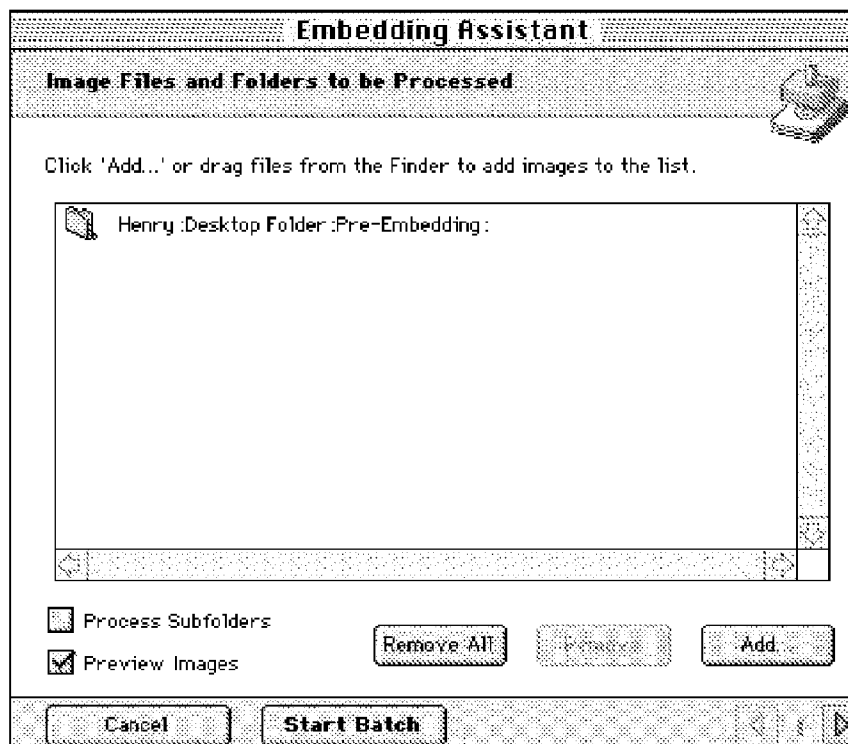 Embedding Assistant
Image Files and Folders to be Processed
Click 'Add...' or drag files from the Finder to add images to the list.
Henry :Desktop Folder :Pre-Embedding :
Process Subfolders
Preview Images
Remove All
Remove
Add...
Cancel
Start Batch